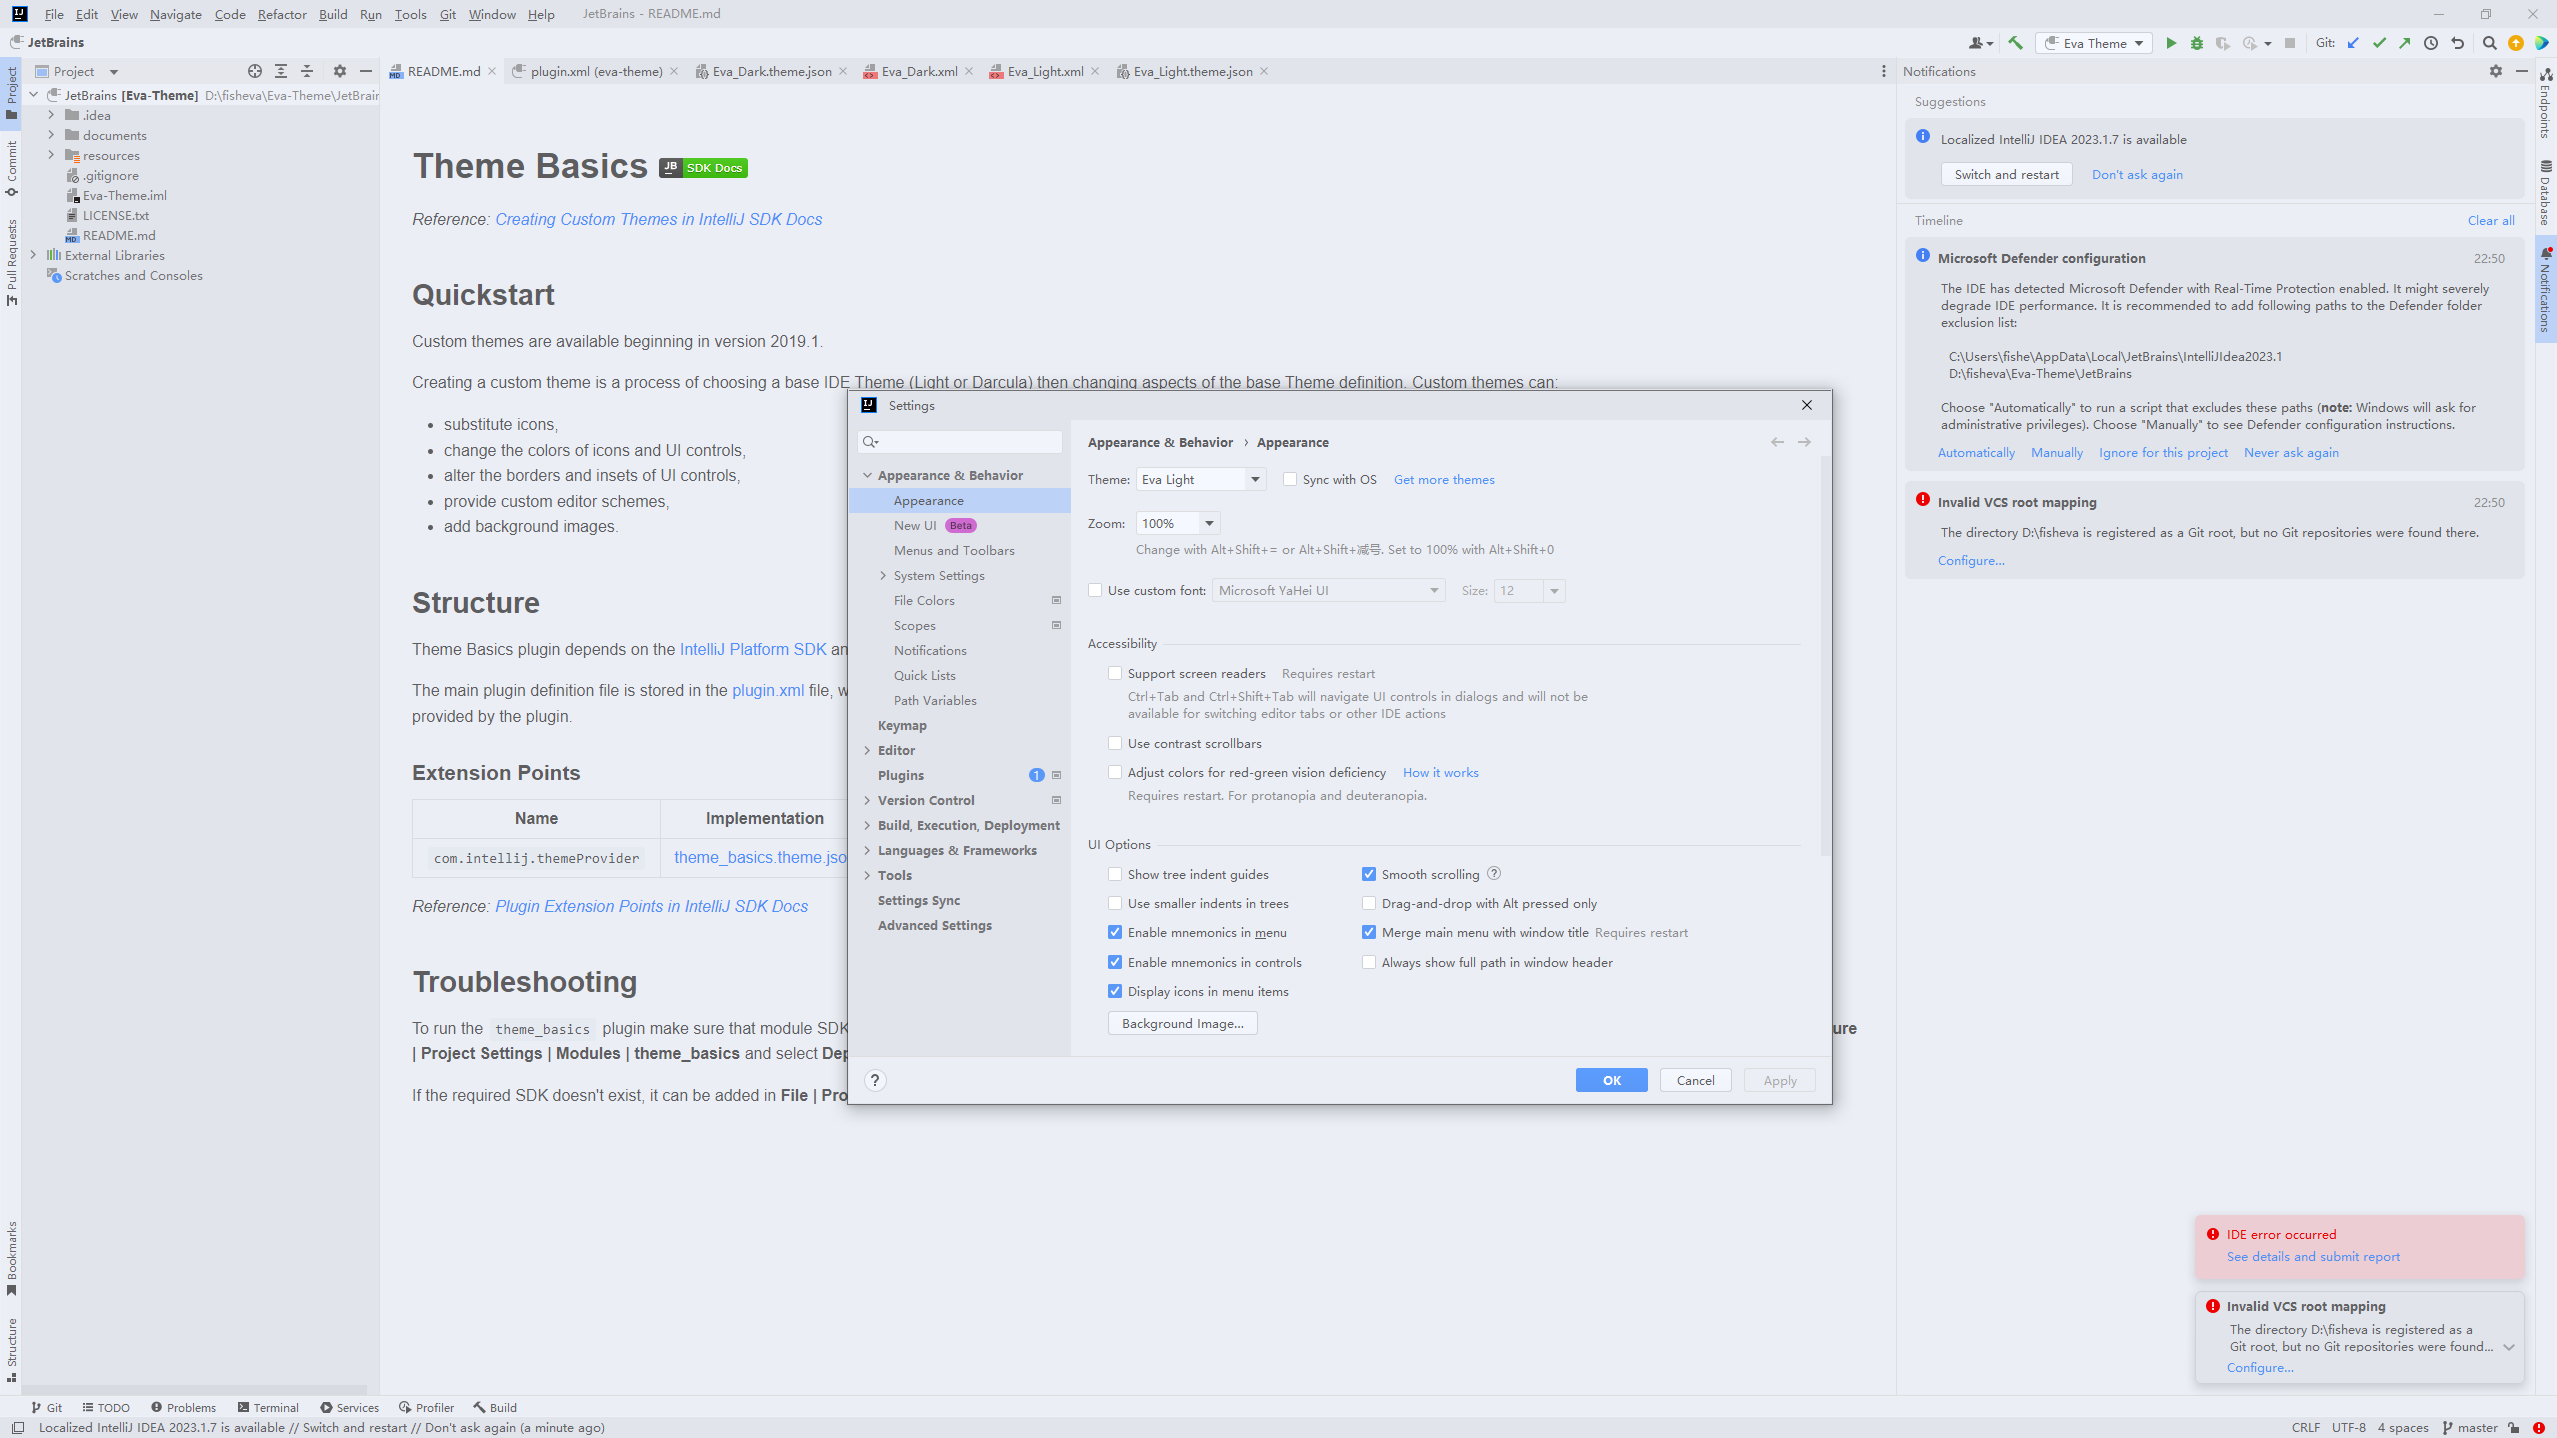 File Edit View Navigate Code Refactor Build Run Tools Git Window Help JetBrains - README.md
JetBrains
Eva Theme
Git:
Project
README.md
plugin.xml (eva-theme)
Eva_Dark.theme.json
Eva_Dark.xml
Eva_Light.xml
Eva_Light.theme.json
Notifications
Project
Commit
Pull Requests
Bookmarks
Structure
JetBrains [Eva-Theme] D:\fisheva\Eva-Theme\JetBrain
.idea
documents
resources
.gitignore
Eva-Theme.iml
LICENSE.txt
README.md
External Libraries
Scratches and Consoles
Theme Basics JB SDK Docs
Reference: Creating Custom Themes in IntelliJ SDK Docs
Quickstart
Custom themes are available beginning in version 2019.1.
Creating a custom theme is a process of choosing a base IDE Theme (Light or Darcula) then changing aspects of the base Theme definition. Custom themes can:
• substitute icons,
• change the colors of icons and UI controls,
• alter the borders and insets of UI controls,
• provide custom editor schemes,
• add background images.
Structure
Theme Basics plugin depends on the IntelliJ Platform SDK an
The main plugin definition file is stored in the plugin.xml file, w
provided by the plugin.
Extension Points
Name Implementation
com.intellij.themeProvider theme_basics.theme.jso
Reference: Plugin Extension Points in IntelliJ SDK Docs
Troubleshooting
To run the theme_basics plugin make sure that module SDK ure
| Project Settings | Modules | theme_basics and select Dep
If the required SDK doesn't exist, it can be added in File | Pro
Settings
Appearance & Behavior
Appearance
New UI Beta
Menus and Toolbars
System Settings
File Colors
Scopes
Notifications
Quick Lists
Path Variables
Keymap
Editor
Plugins 1
Version Control
Build, Execution, Deployment
Languages & Frameworks
Tools
Settings Sync
Advanced Settings
Appearance & Behavior › Appearance
Theme: Eva Light Sync with OS Get more themes
Zoom: 100%
Change with Alt+Shift+= or Alt+Shift+减号. Set to 100% with Alt+Shift+0
Use custom font: Microsoft YaHei UI Size: 12
Accessibility
Support screen readers Requires restart
Ctrl+Tab and Ctrl+Shift+Tab will navigate UI controls in dialogs and will not be
available for switching editor tabs or other IDE actions
Use contrast scrollbars
Adjust colors for red-green vision deficiency How it works
Requires restart. For protanopia and deuteranopia.
UI Options
Show tree indent guides Smooth scrolling ?
Use smaller indents in trees Drag-and-drop with Alt pressed only
Enable mnemonics in menu Merge main menu with window title Requires restart
Enable mnemonics in controls Always show full path in window header
Display icons in menu items
Background Image...
? OK Cancel Apply
Suggestions
Localized IntelliJ IDEA 2023.1.7 is available
Switch and restart Don't ask again
Timeline Clear all
Microsoft Defender configuration 22:50
The IDE has detected Microsoft Defender with Real-Time Protection enabled. It might severely
degrade IDE performance. It is recommended to add following paths to the Defender folder
exclusion list:
C:\Users\fishe\AppData\Local\JetBrains\IntelliJIdea2023.1
D:\fisheva\Eva-Theme\JetBrains
Choose "Automatically" to run a script that excludes these paths (note: Windows will ask for
administrative privileges). Choose "Manually" to see Defender configuration instructions.
Automatically Manually Ignore for this project Never ask again
Invalid VCS root mapping 22:50
The directory D:\fisheva is registered as a Git root, but no Git repositories were found there.
Configure...
Endpoints
Database
Notifications
IDE error occurred
See details and submit report
Invalid VCS root mapping
The directory D:\fisheva is registered as a
Git root, but no Git repositories were found...
Configure...
Git TODO Problems Terminal Services Profiler Build
Localized IntelliJ IDEA 2023.1.7 is available // Switch and restart // Don't ask again (a minute ago)
CRLF UTF-8 4 spaces master